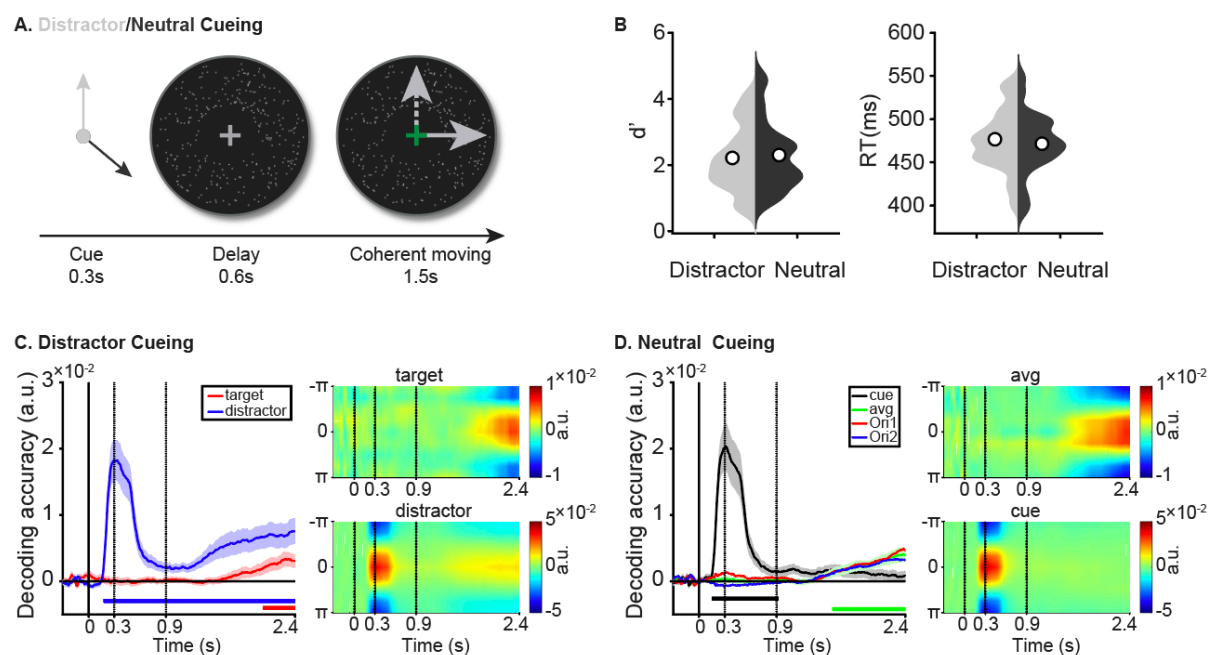 A. Distractor/Neutral Cueing
Cue
0.3s
Delay
0.6s
Coherent moving
1.5s
B
6
4
2
0
d'
Distractor Neutral
600
550
500
450
400
RT(ms)
Distractor Neutral
C. Distractor Cueing
3 ×10⁻²
2
1
0
Decoding accuracy (a.u.)
target
distractor
0 0.3 0.9 2.4
Time (s)
target
-π
0
π
0 0.3 0.9 2.4
1 ×10⁻²
0
-1
a.u.
distractor
-π
0
π
0 0.3 0.9 2.4
Time (s)
5 ×10⁻²
0
-5
a.u.
D. Neutral Cueing
3 ×10⁻²
2
1
0
Decoding accuracy (a.u.)
cue
avg
Ori1
Ori2
0 0.3 0.9 2.4
Time (s)
avg
-π
0
π
0 0.3 0.9 2.4
1 ×10⁻²
0
-1
a.u.
cue
-π
0
π
0 0.3 0.9 2.4
Time (s)
5 ×10⁻²
0
-5
a.u.